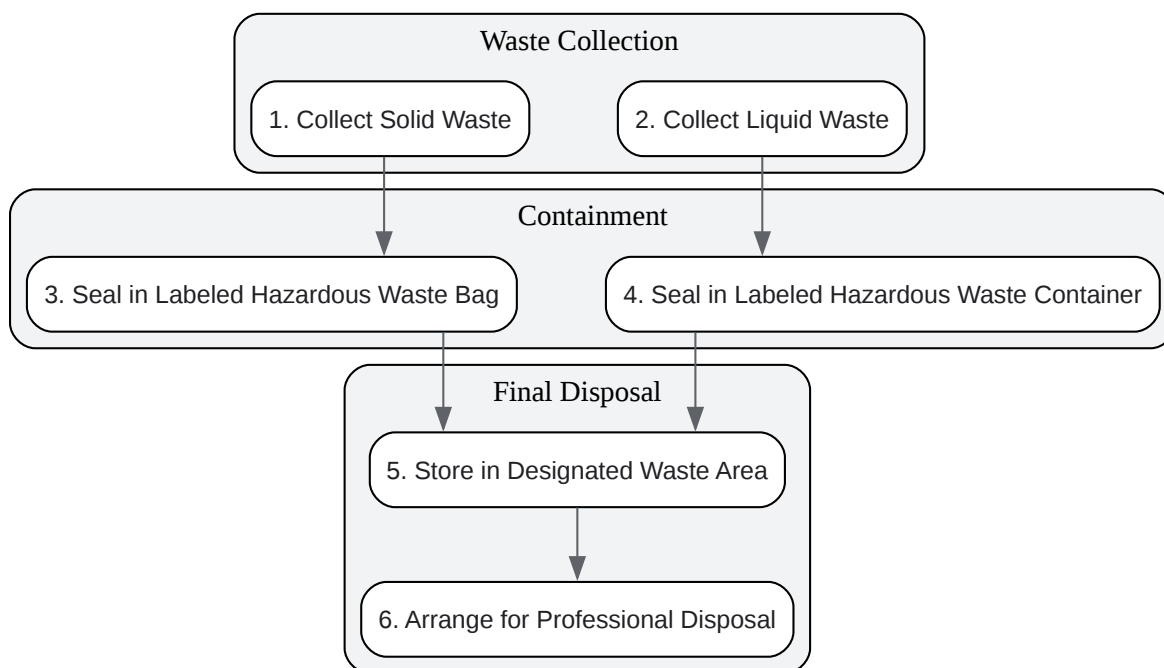 Waste Collection
1. Collect Solid Waste
2. Collect Liquid Waste
Containment
3. Seal in Labeled Hazardous Waste Bag
4. Seal in Labeled Hazardous Waste Container
Final Disposal
5. Store in Designated Waste Area
6. Arrange for Professional Disposal